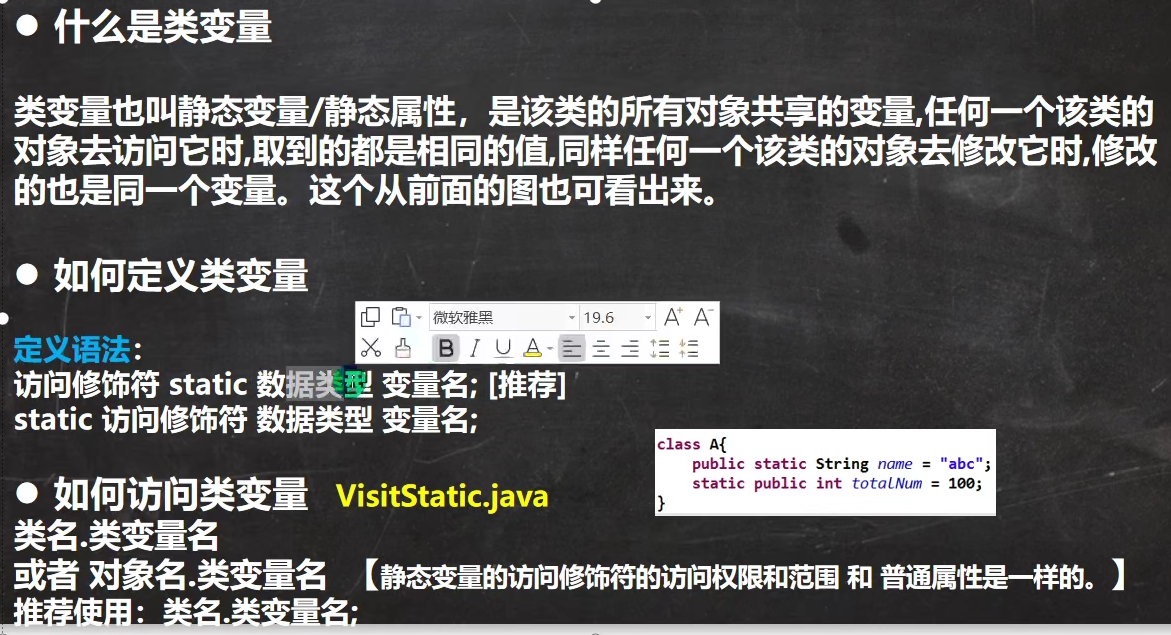 ● 什么是类变量
类变量也叫静态变量/静态属性，是该类的所有对象共享的变量,任何一个该类的
对象去访问它时,取到的都是相同的值,同样任何一个该类的对象去修改它时,修改
的也是同一个变量。这个从前面的图也可看出来。
● 如何定义类变量
微软雅黑 19.6 A+ A-
B I U A
定义语法：
访问修饰符 static 数据类型 变量名; [推荐]
static 访问修饰符 数据类型 变量名;
class A{
public static String name = "abc";
static public int totalNum = 100;
}
● 如何访问类变量 VisitStatic.java
类名.类变量名
或者 对象名.类变量名 【静态变量的访问修饰符的访问权限和范围 和 普通属性是一样的。】
推荐使用：类名.类变量名;